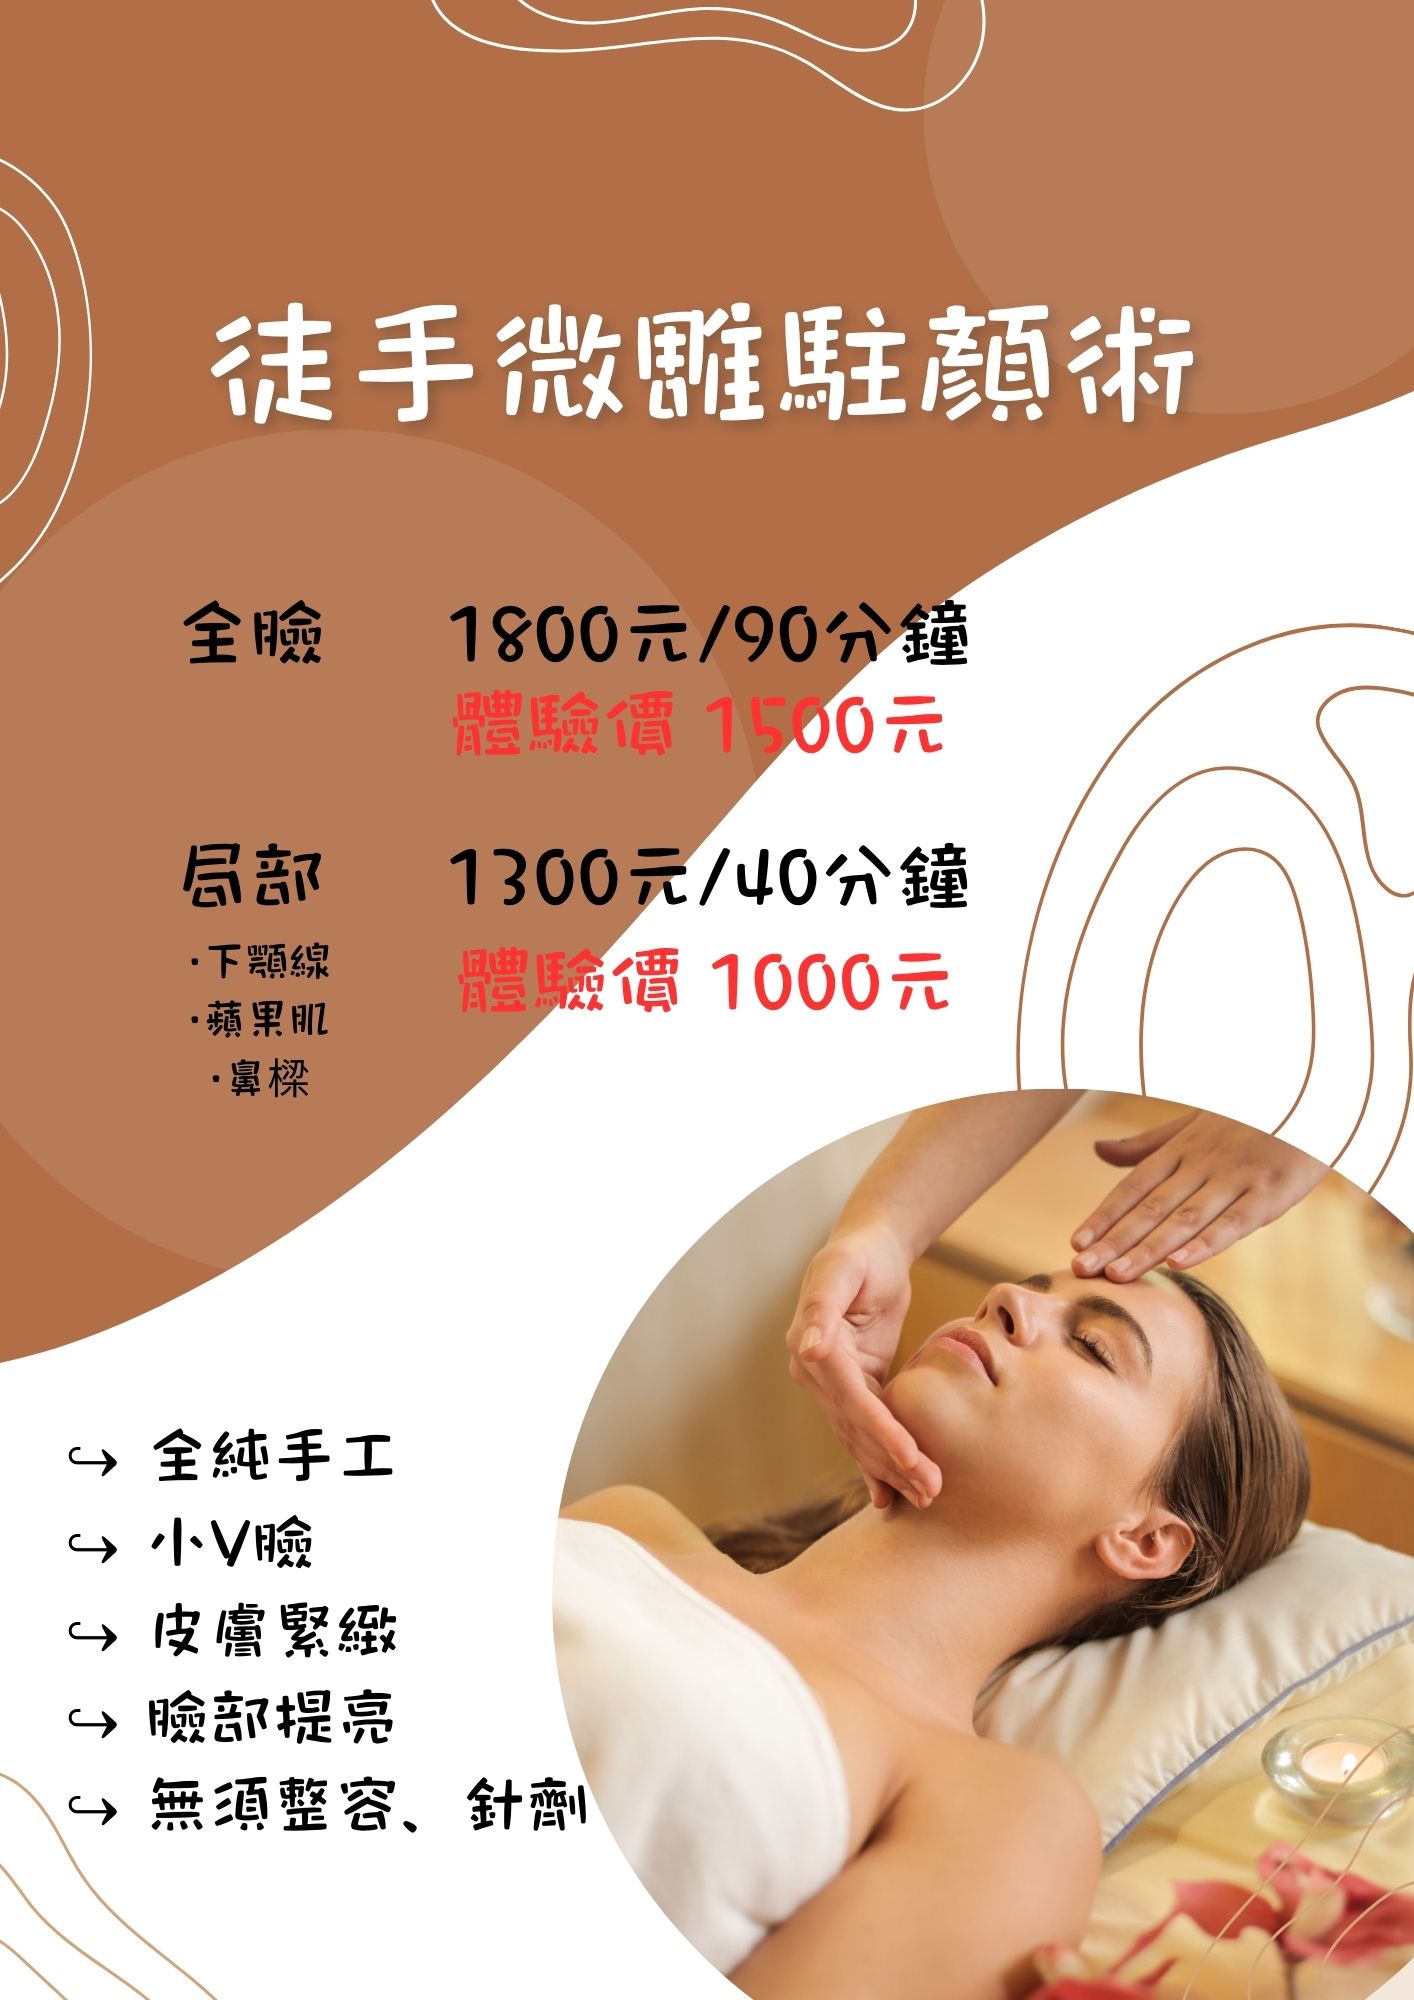 徒手微雕駐顏術
全臉 1800元/90分鐘
體驗價 1500元
局部 1300元/40分鐘
·下顎線
體驗價 1000元
·蘋果肌
·鼻樑
↪ 全純手工
↪ 小V臉
↪ 皮膚緊緻
↪ 臉部提亮
↪ 無須整容、針劑